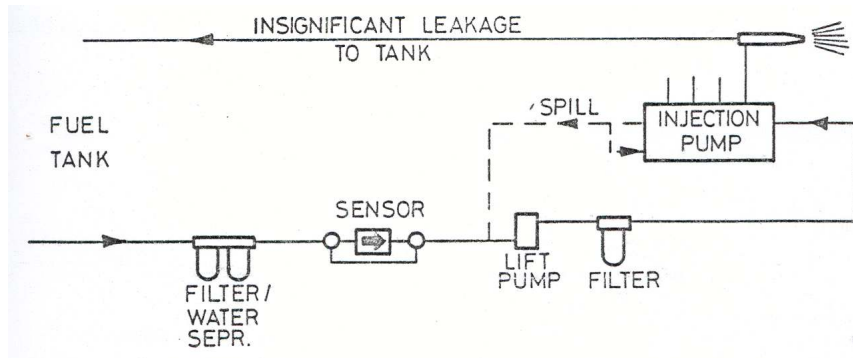 INSIGNIFICANT LEAKAGE
TO TANK
SPILL
INJECTION
PUMP
FUEL
TANK
SENSOR
LIFT
PUMP
FILTER
FILTER/
WATER
SEPR.